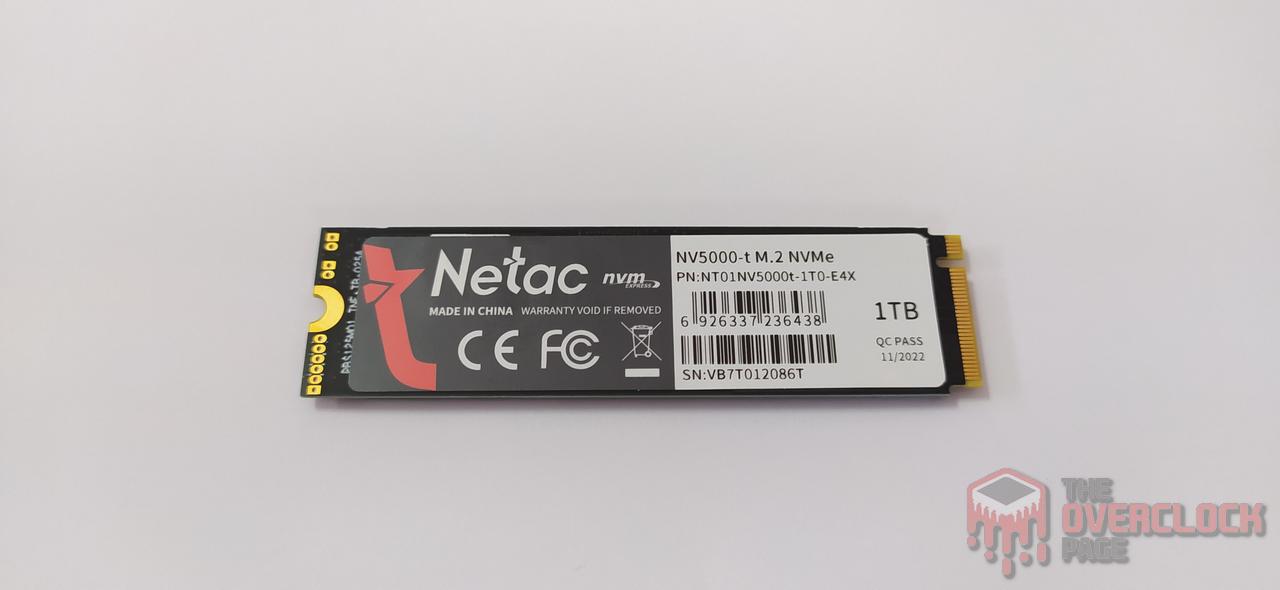 Netac
nvm
EXPRESS
MADE IN CHINA WARRANTY VOID IF REMOVED
CE FC
NV5000-t M.2 NVMe
PN:NT01NV5000t-1T0-E4X
6 926337 236438
SN:VB7T012086T
1TB
QC PASS
11/2022
THE
OVERCLOCK
PAGE